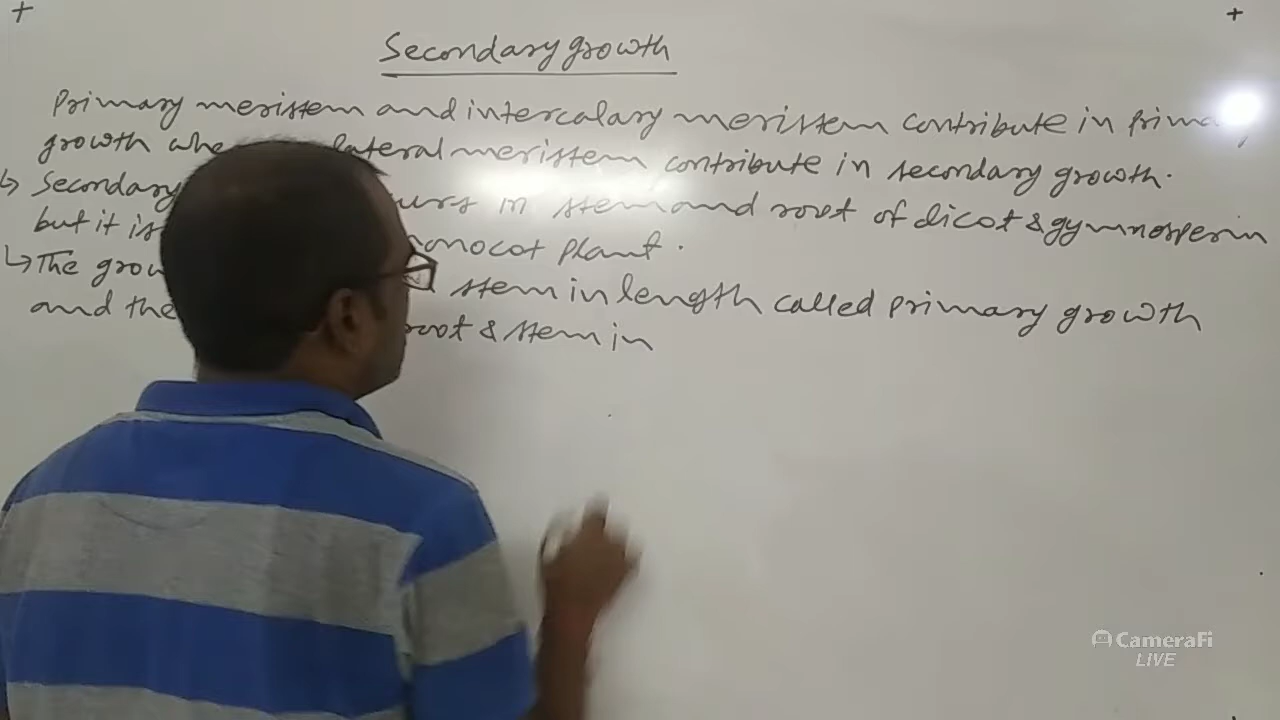 Secondary growth
Primary meristem and intercalary meristem contribute in
growth lateral meristem contribute in secondary growth.
↳ Secondary in stem and root of dicot & gymnosperm
but it is monocot plant.
↳ The stem in length called primary growth
and the root & stem in
CameraFi
LIVE